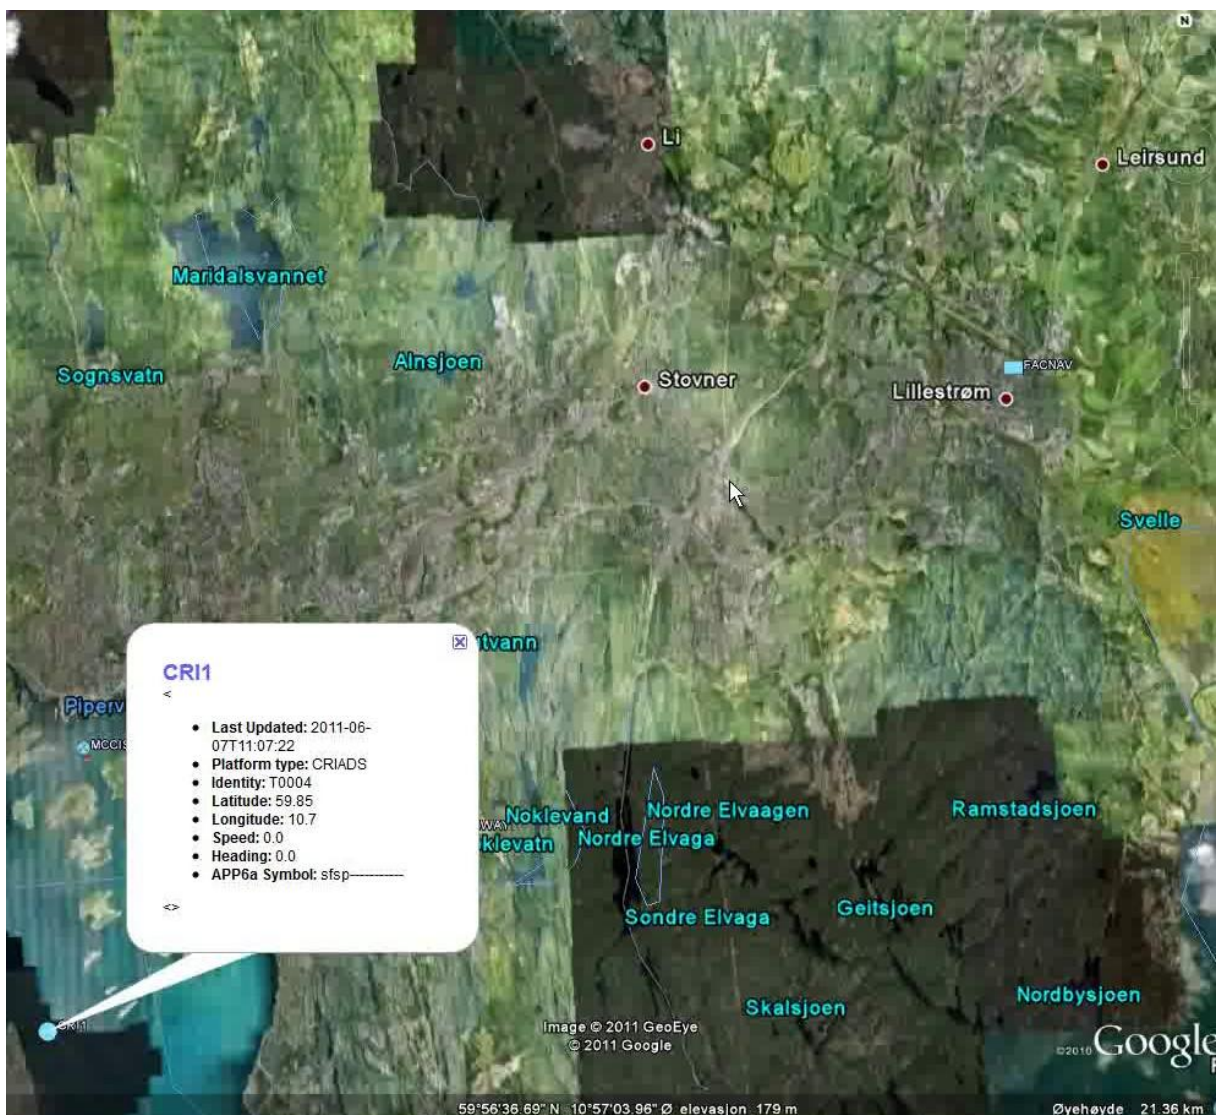 N
Li
Leirsund
Maridalsvannet
Alnsjoen
Sognsvatn
Stovner
FACNAV
Lillestrøm
Svelle
tvann
CRI1
<
Piperv
• Last Updated: 2011-06-
07T11:07:22
MCCIS
• Platform type: CRIADS
• Identity: T0004
• Latitude: 59.85
• Longitude: 10.7
• Speed: 0.0
• Heading: 0.0
• APP6a Symbol: sfsp-----------
<>
Noklevand
Nordre Elvaagen
Ramstadsjoen
WAY
Nordre Elvaga
klevatn
Sondre Elvaga
Geitsjoen
Skalsjoen
Nordbysjoen
CRI1
Image © 2011 GeoEye
© 2011 Google
©2010 Google
59°56'36.69" N 10°57'03.96" Ø elevasjon 179 m
Øyehøyde 21.36 km